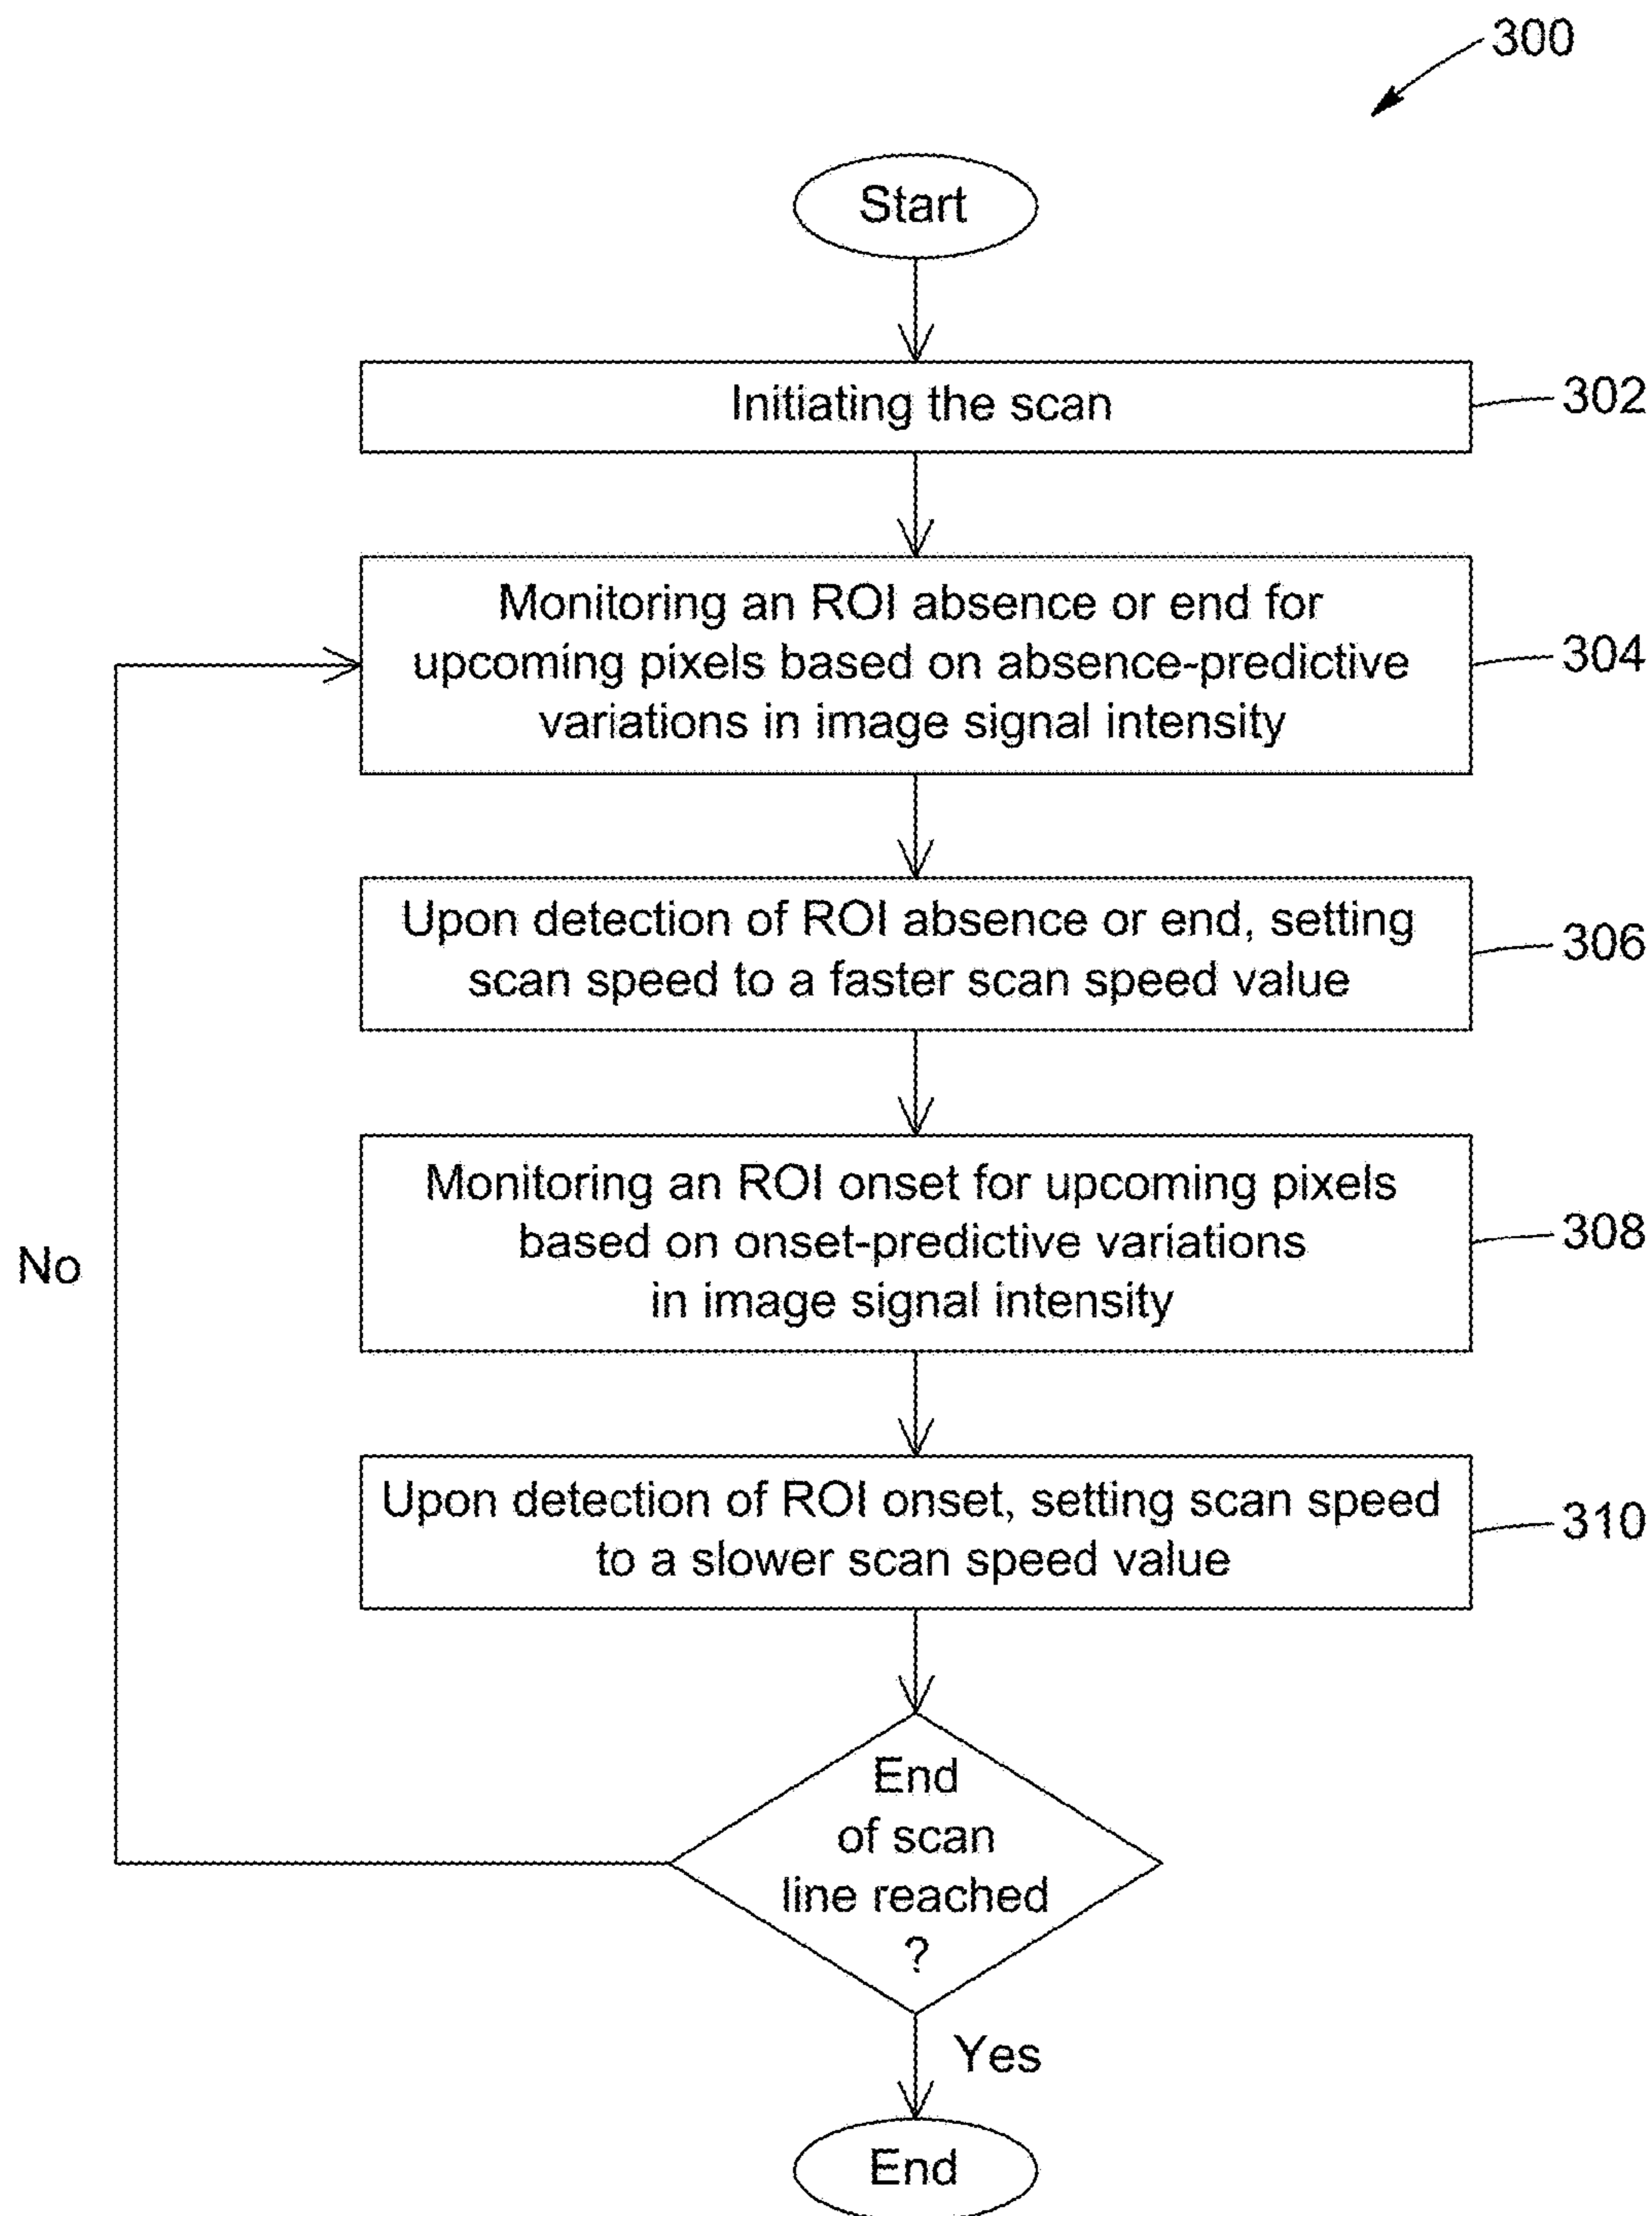 300
Start
Initiating the scan
302
Monitoring an ROI absence or end for
upcoming pixels based on absence-predictive
variations in image signal intensity
304
Upon detection of ROI absence or end, setting
scan speed to a faster scan speed value
306
Monitoring an ROI onset for upcoming pixels
based on onset-predictive variations
in image signal intensity
308
No
Upon detection of ROI onset, setting scan speed
to a slower scan speed value
310
End
of scan
line reached
?
Yes
End